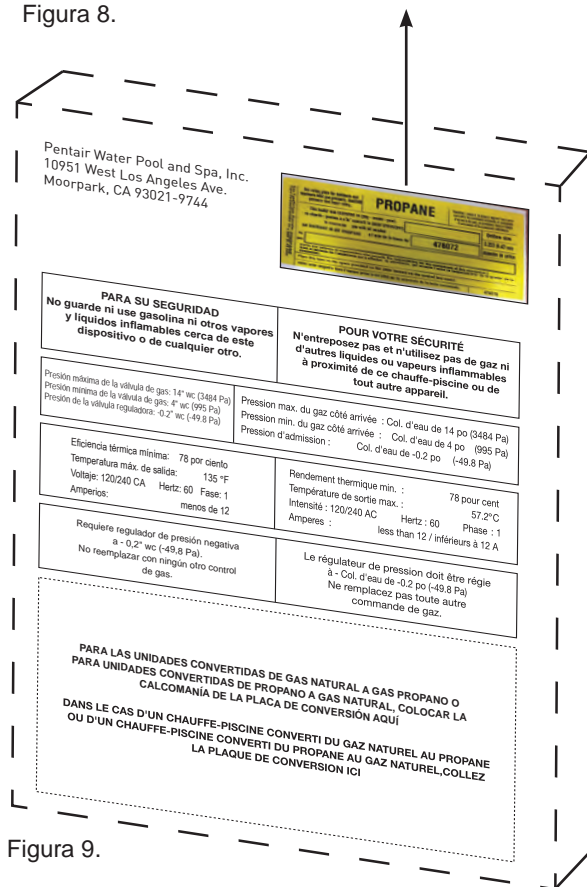 Figura 8.
Pentair Water Pool and Spa, Inc.
10951 West Los Angeles Ave.
Moorpark, CA 93021-9744
PROPANE
478072
PARA SU SEGURIDAD
No guarde ni use gasolina ni otros vapores
y líquidos inflamables cerca de este
dispositivo o de cualquier otro.
POUR VOTRE SÉCURITÉ
N'entreposez pas et n'utilisez pas de gaz ni
d'autres liquides ou vapeurs inflammables
à proximité de ce chauffe-piscine ou de
tout autre appareil.
Presión máxima de la válvula de gas: 14" wc (3484 Pa)
Presión mínima de la válvula de gas: 4" wc (995 Pa)
Presión de la válvula reguladora: -0.2" wc (-49.8 Pa)
Pression max. du gaz côté arrivée : Col. d'eau de 14 po (3484 Pa)
Pression min. du gaz côté arrivée : Col. d'eau de 4 po (995 Pa)
Pression d'admission : Col. d'eau de -0.2 po (-49.8 Pa)
Eficiencia térmica mínima: 78 por ciento
Temperatura máx. de salida: 135 °F
Voltaje: 120/240 CA Hertz: 60 Fase: 1
Amperios: menos de 12
Rendement thermique min. : 78 pour cent
Température de sortie max. : 57.2°C
Intensité : 120/240 AC Hertz : 60 Phase : 1
Amperes : less than 12 / inférieurs à 12 A
Requiere regulador de presión negativa
a - 0,2" wc (-49,8 Pa).
No reemplazar con ningún otro control
de gas.
Le régulateur de pression doit être régie
à - Col. d'eau de -0.2 po (-49.8 Pa)
Ne remplacez pas toute autre
commande de gaz.
PARA LAS UNIDADES CONVERTIDAS DE GAS NATURAL A GAS PROPANO O
PARA UNIDADES CONVERTIDAS DE PROPANO A GAS NATURAL, COLOCAR LA
CALCOMANÍA DE LA PLACA DE CONVERSIÓN AQUÍ
DANS LE CAS D'UN CHAUFFE-PISCINE CONVERTI DU GAZ NATUREL AU PROPANE
OU D'UN CHAUFFE-PISCINE CONVERTI DU PROPANE AU GAZ NATUREL,COLLEZ
LA PLAQUE DE CONVERSION ICI
Figura 9.